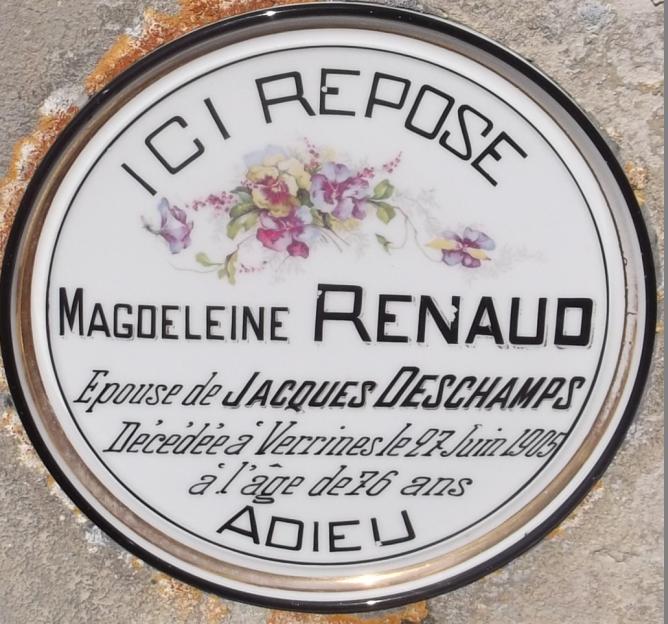 ICI REPOSE
MAGDELEINE RENAUD
Epouse de JACQUES DESCHAMPS
Décédée à Verrines le 27 Juin 1905
à l'âge de 76 ans
ADIEU